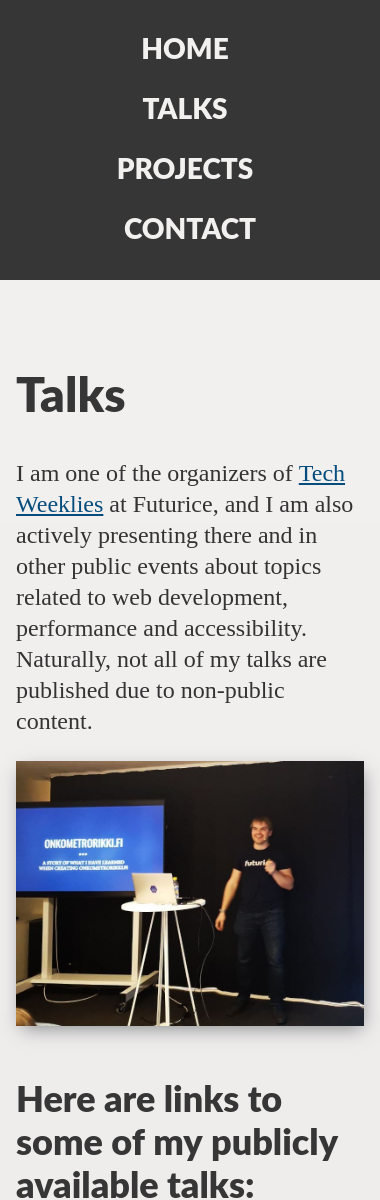 HOME
TALKS
PROJECTS
CONTACT
Talks
I am one of the organizers of Tech
Weeklies at Futurice, and I am also
actively presenting there and in
other public events about topics
related to web development,
performance and accessibility.
Naturally, not all of my talks are
published due to non-public
content.
ONKOMETRORIKKI.FI
A STORY OF WHAT I HAVE LEARNED
WHEN CREATING ONKOMETRORIKKI.FI
futurice
Here are links to
some of my publicly
available talks: